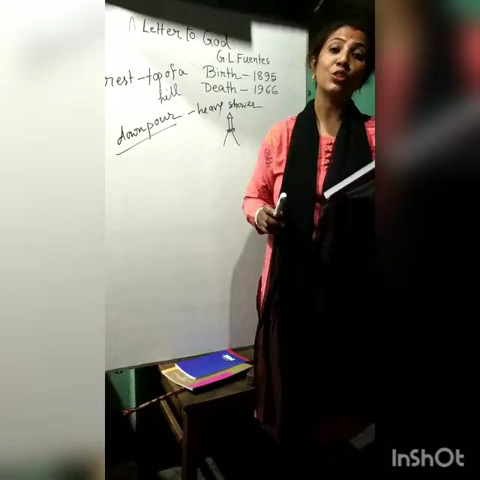 A Letter To God
G L Fuentes
rest - top of a hill
Birth - 1895
Death - 1966
downpour - heavy shower
InShOt